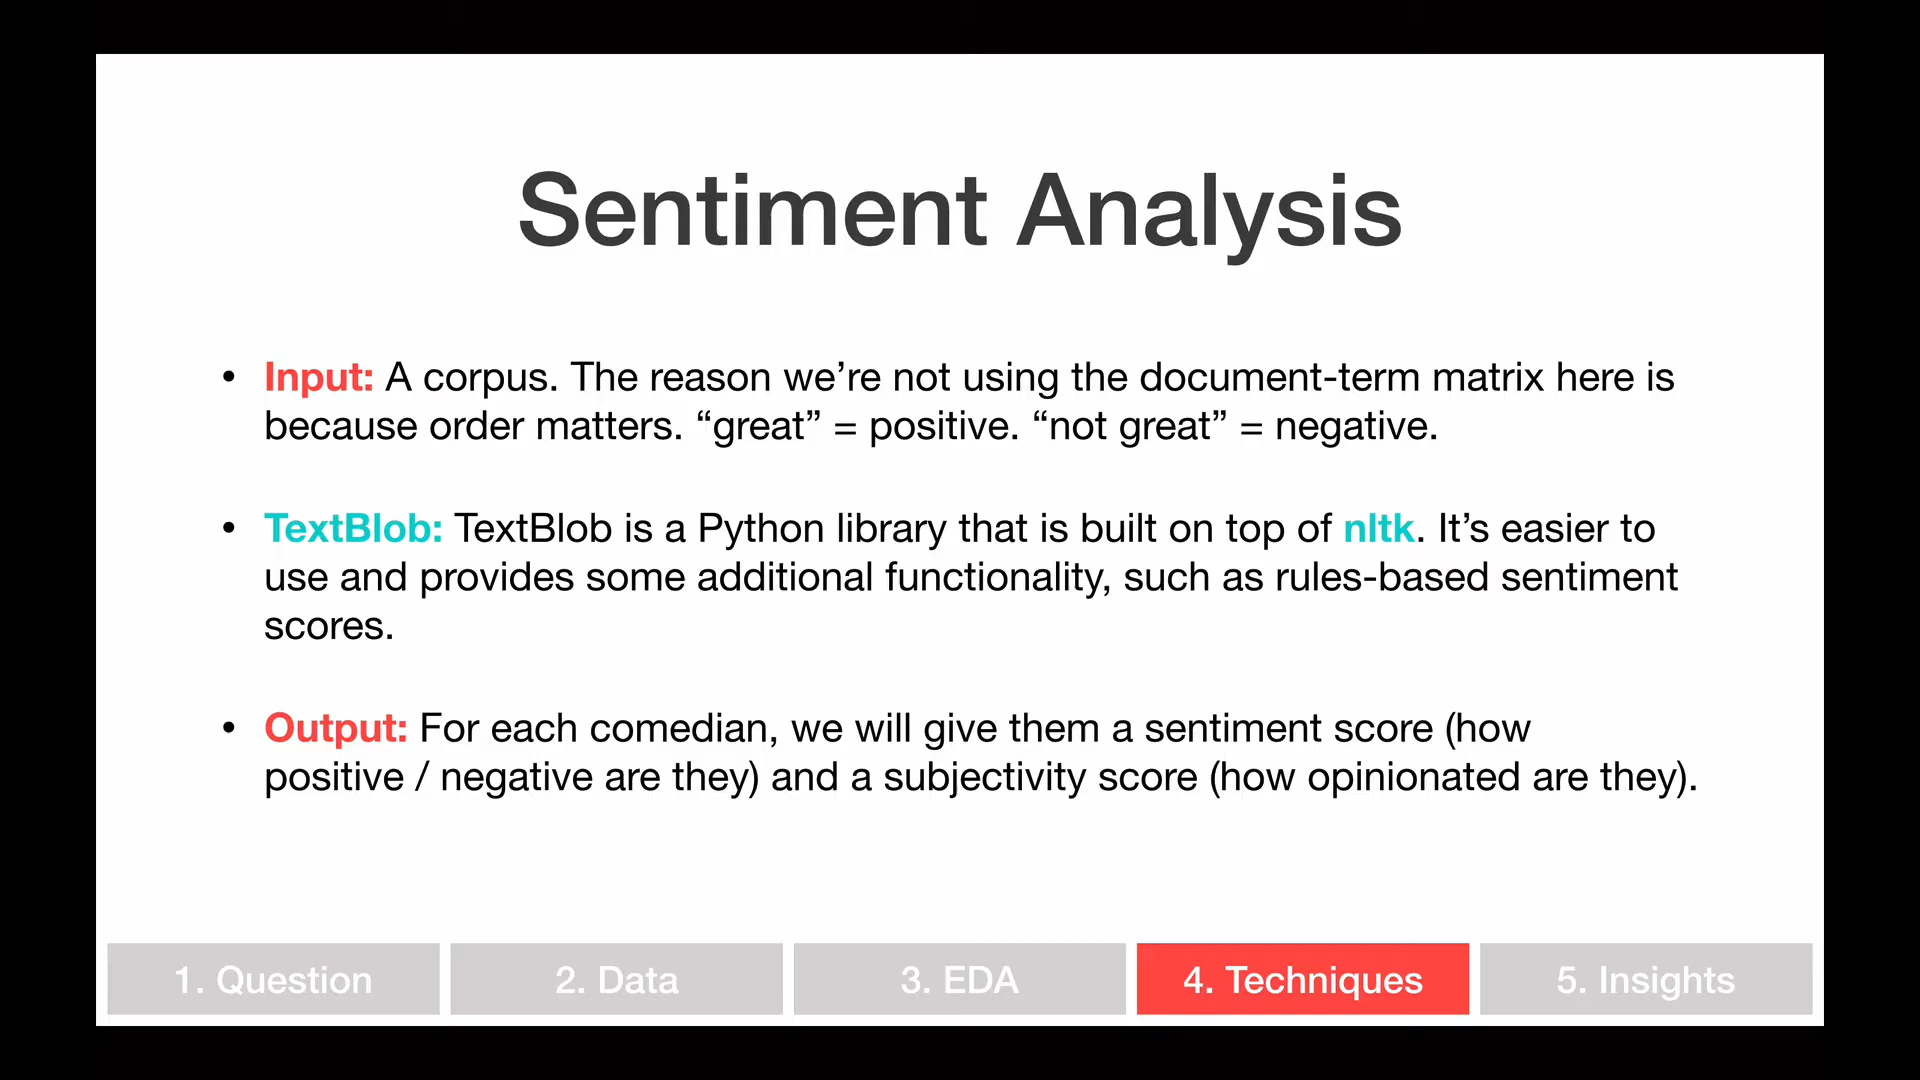 Sentiment Analysis
• Input: A corpus. The reason we’re not using the document-term matrix here is
because order matters. “great” = positive. “not great” = negative.
• TextBlob: TextBlob is a Python library that is built on top of nltk. It’s easier to
use and provides some additional functionality, such as rules-based sentiment
scores.
• Output: For each comedian, we will give them a sentiment score (how
positive / negative are they) and a subjectivity score (how opinionated are they).
1. Question
2. Data
3. EDA
4. Techniques
5. Insights